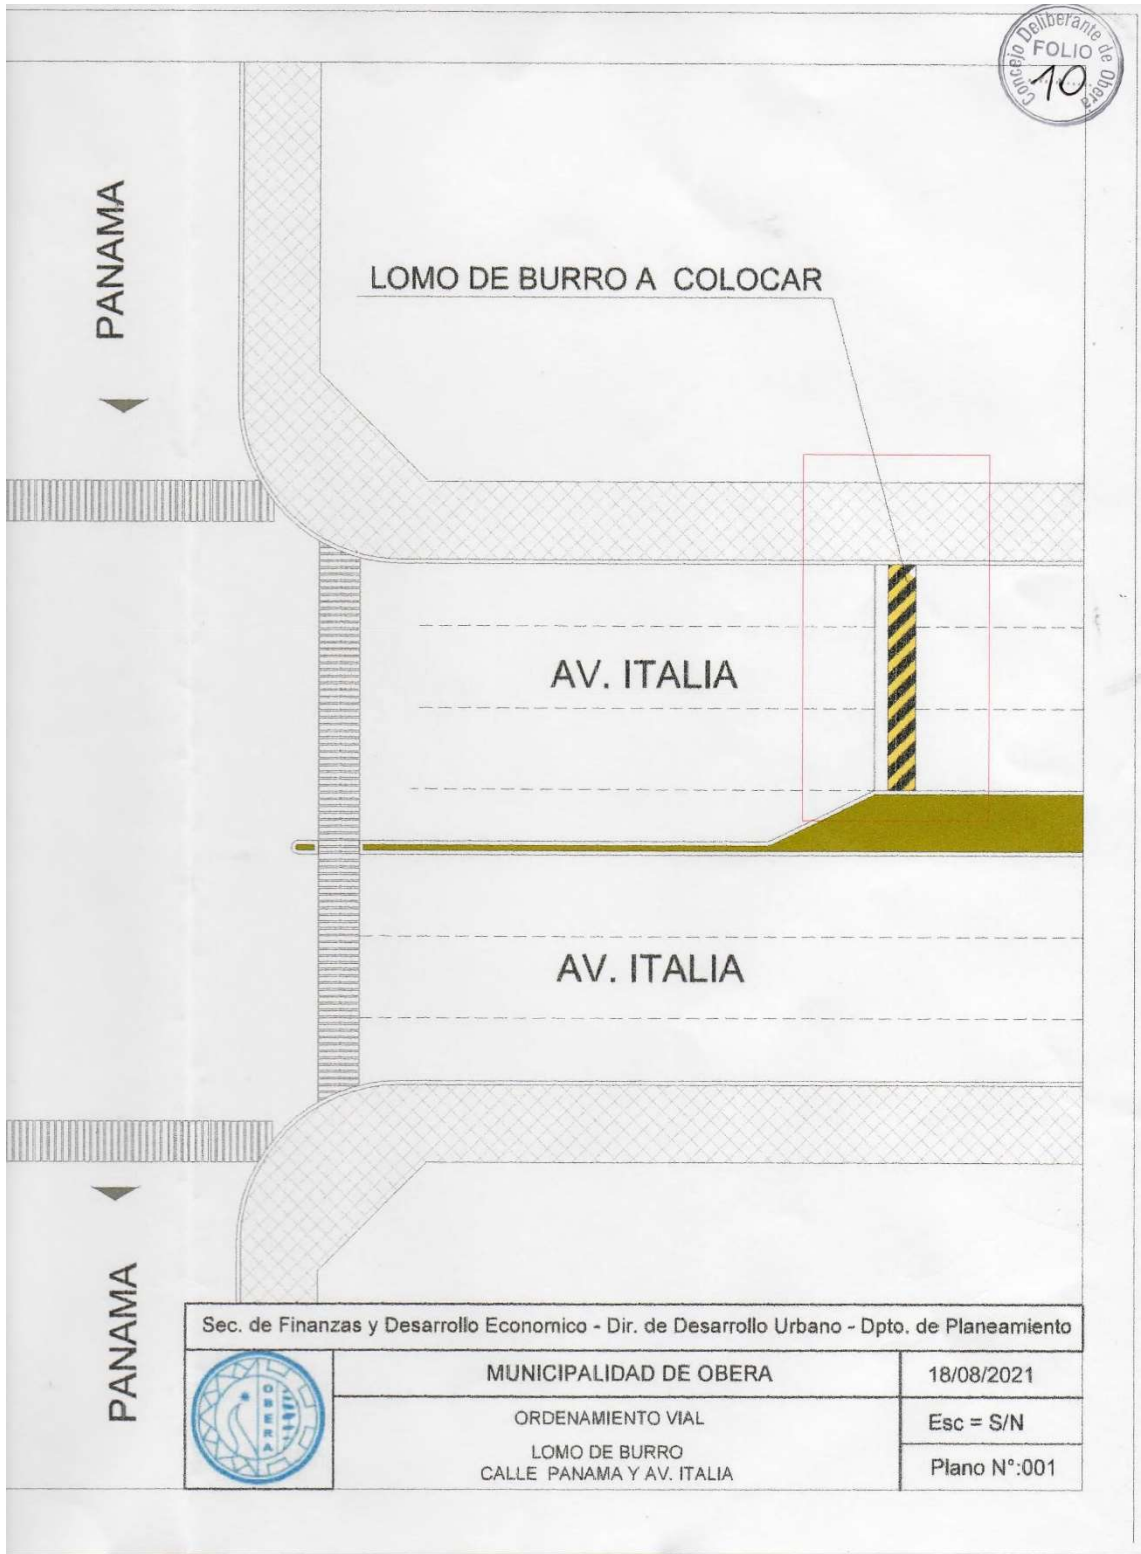 Concejo Deliberante de Oberá
FOLIO
10
PANAMA
LOMO DE BURRO A COLOCAR
AV. ITALIA
AV. ITALIA
PANAMA
Sec. de Finanzas y Desarrollo Economico - Dir. de Desarrollo Urbano - Dpto. de Planeamiento
OBERA
MUNICIPALIDAD DE OBERA
18/08/2021
ORDENAMIENTO VIAL
Esc = S/N
LOMO DE BURRO
CALLE PANAMA Y AV. ITALIA
Plano N°:001